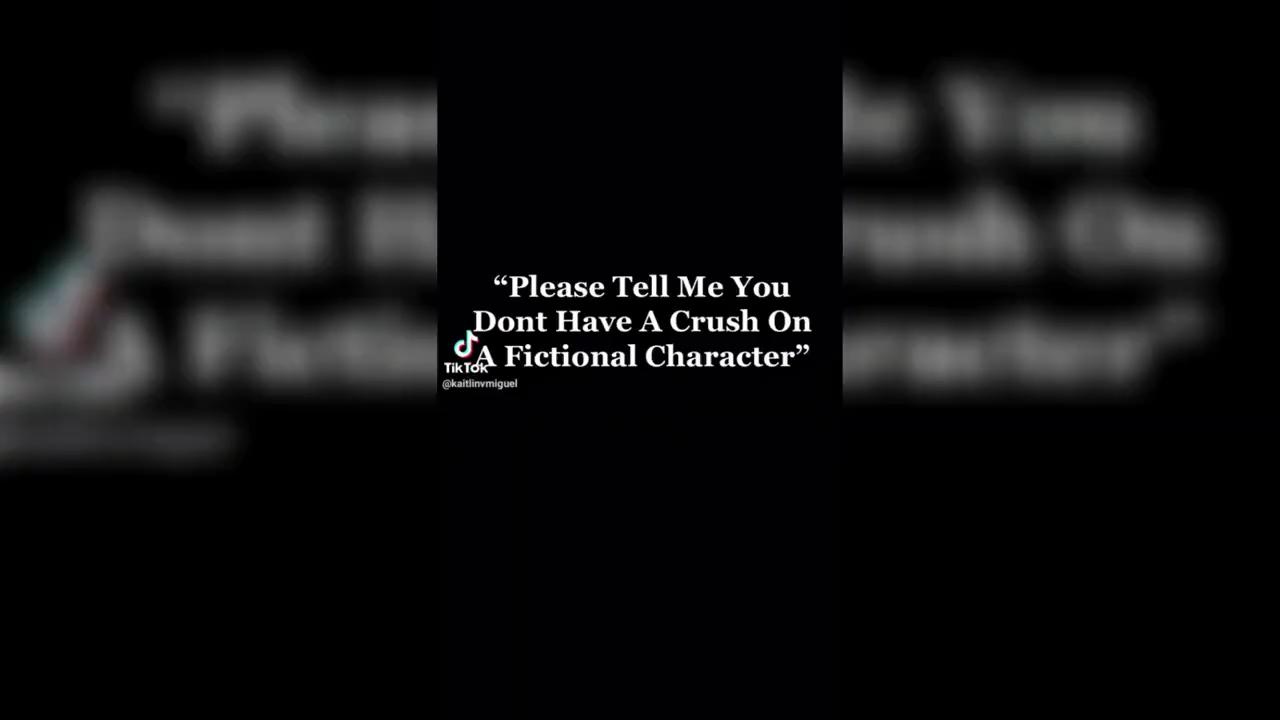 “Please Tell Me You
Dont Have A Crush On
A Fictional Character”
TikTok
@kaitlinvmiguel